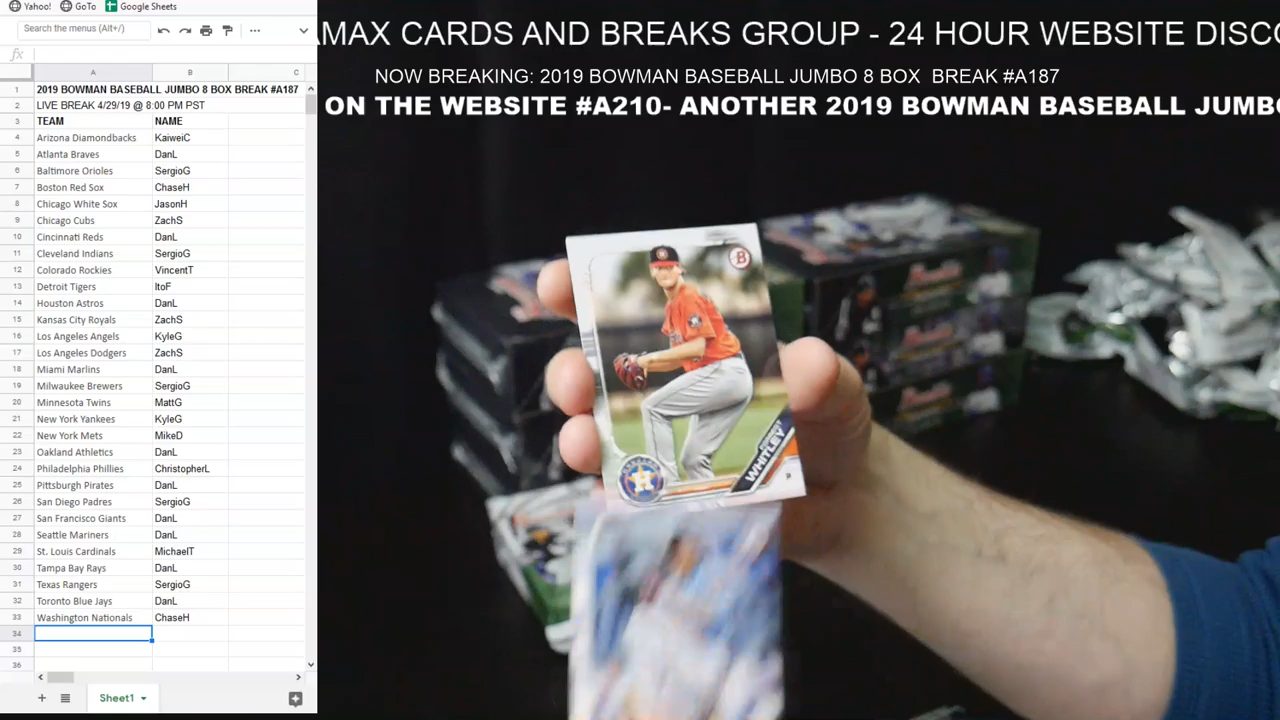 Yahoo! GoTo Google Sheets
AMAX CARDS AND BREAKS GROUP - 24 HOUR WEBSITE DISC
Search the menus (Alt+/)
NOW BREAKING: 2019 BOWMAN BASEBALL JUMBO 8 BOX BREAK #A187
ON THE WEBSITE #A210- ANOTHER 2019 BOWMAN BASEBALL JUMB
fx
A B C
1 2019 BOWMAN BASEBALL JUMBO 8 BOX BREAK #A187
2 LIVE BREAK 4/29/19 @ 8:00 PM PST
3 TEAM NAME
4 Arizona Diamondbacks KaiweiC
5 Atlanta Braves DanL
6 Baltimore Orioles SergioG
7 Boston Red Sox ChaseH
8 Chicago White Sox JasonH
9 Chicago Cubs ZachS
10 Cincinnati Reds DanL
11 Cleveland Indians SergioG
12 Colorado Rockies VincentT
13 Detroit Tigers ItoF
14 Houston Astros DanL
15 Kansas City Royals ZachS
16 Los Angeles Angels KyleG
17 Los Angeles Dodgers ZachS
18 Miami Marlins DanL
19 Milwaukee Brewers SergioG
20 Minnesota Twins MattG
21 New York Yankees KyleG
22 New York Mets MikeD
23 Oakland Athletics DanL
24 Philadelphia Phillies ChristopherL
25 Pittsburgh Pirates DanL
26 San Diego Padres SergioG
27 San Francisco Giants DanL
28 Seattle Mariners DanL
29 St. Louis Cardinals MichaelT
30 Tampa Bay Rays DanL
31 Texas Rangers SergioG
32 Toronto Blue Jays DanL
33 Washington Nationals ChaseH
34
35
36
Sheet1
B
WHITLEY
P